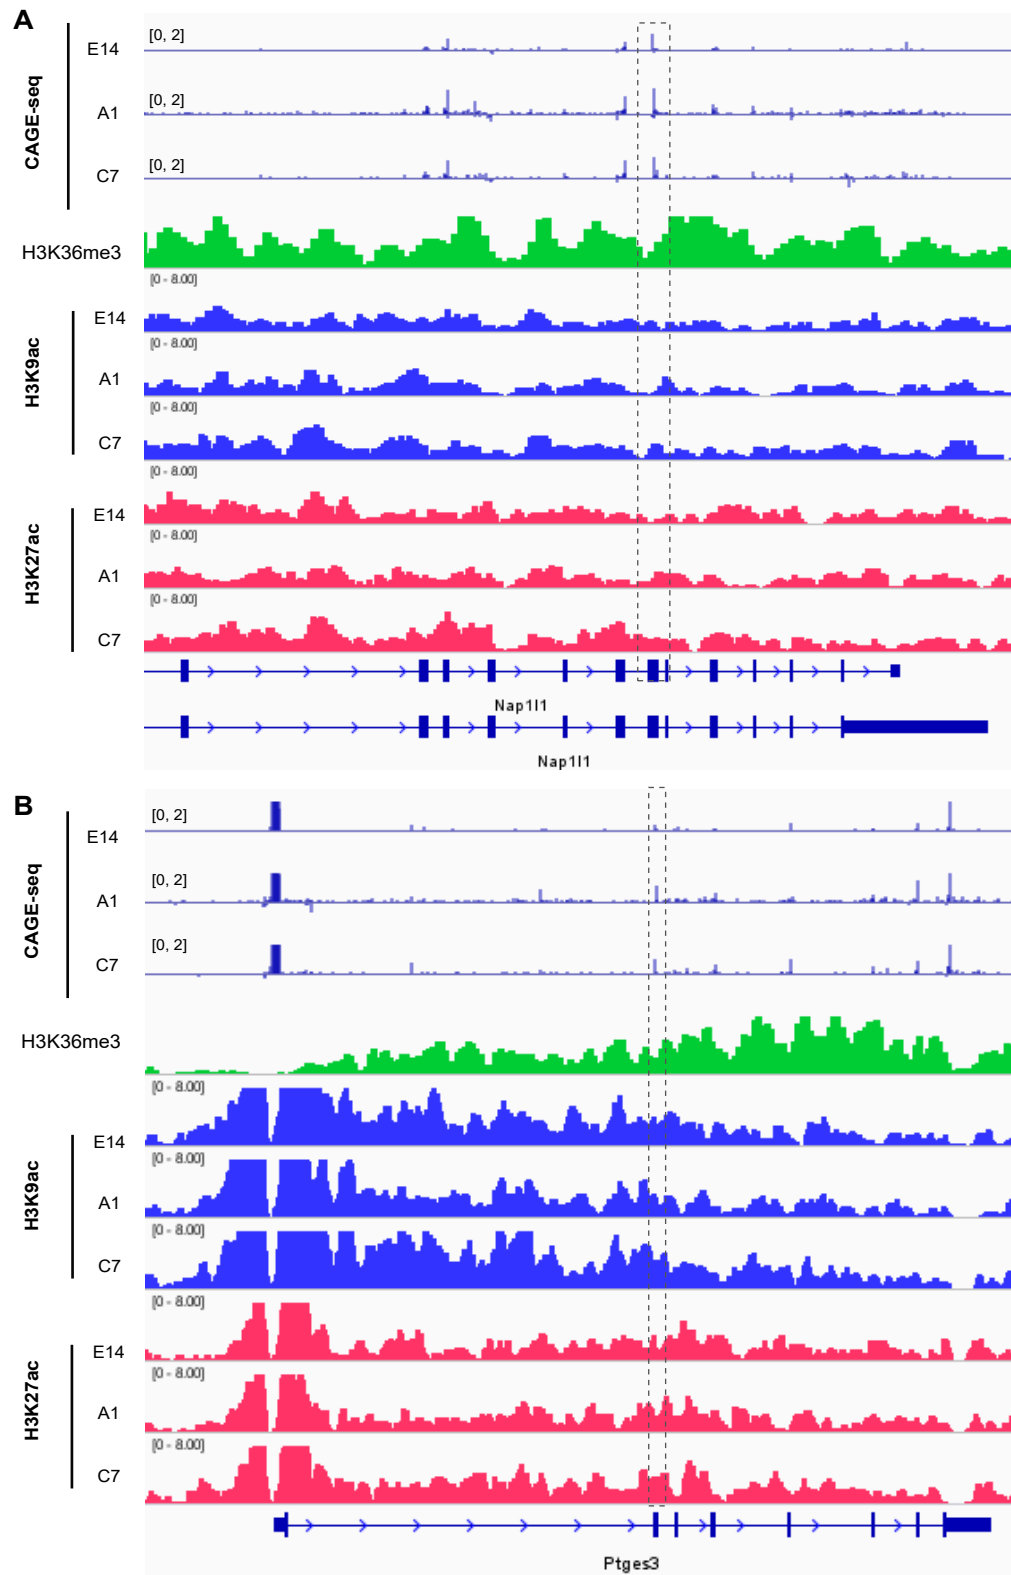 A
CAGE-seq
E14
[0, 2]
A1
[0, 2]
C7
[0, 2]
H3K36me3
[0 - 8.00]
H3K9ac
E14
[0 - 8.00]
A1
[0 - 8.00]
C7
[0 - 8.00]
H3K27ac
E14
[0 - 8.00]
A1
[0 - 8.00]
C7
Nap1l1
Nap1l1
B
CAGE-seq
[0, 2]
E14
[0, 2]
A1
[0, 2]
C7
H3K36me3
[0 - 8.00]
H3K9ac
E14
[0 - 8.00]
A1
[0 - 8.00]
C7
[0 - 8.00]
H3K27ac
E14
[0 - 8.00]
A1
[0 - 8.00]
C7
Ptges3